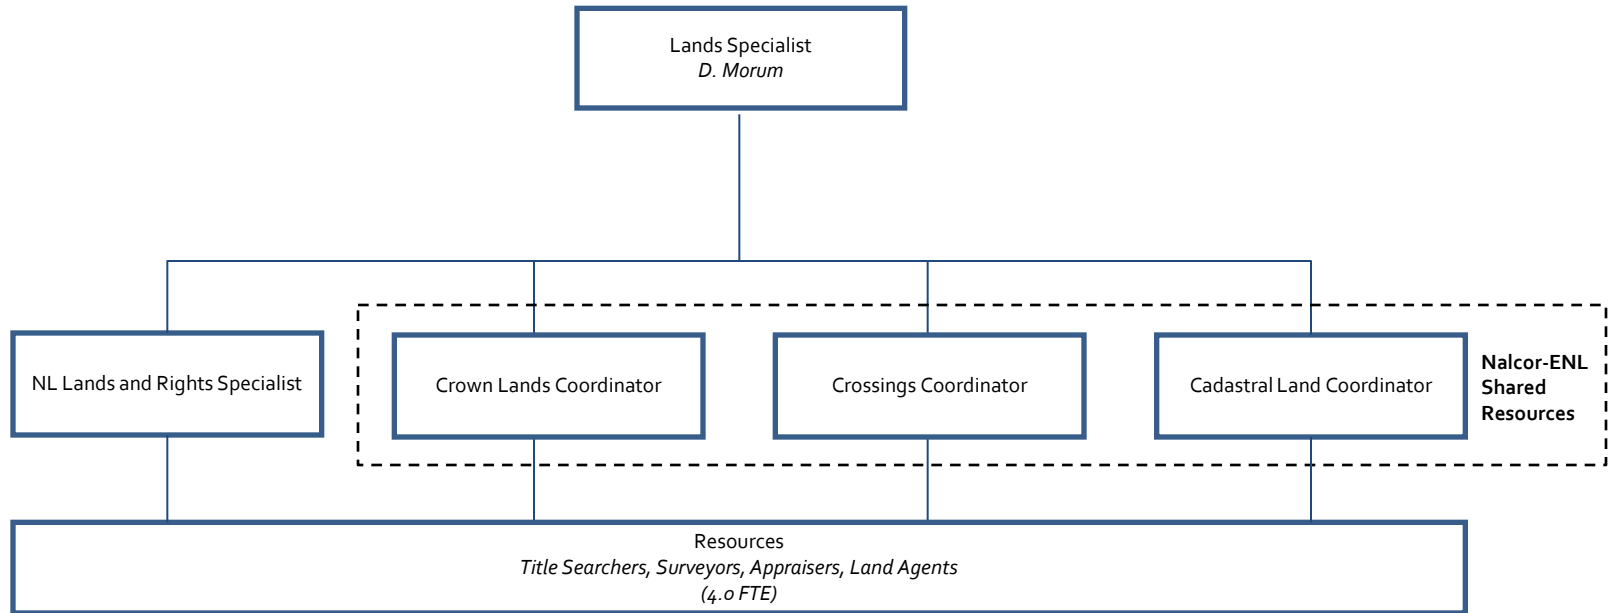 Lands Specialist
D. Morum
NL Lands and Rights Specialist
Crown Lands Coordinator
Crossings Coordinator
Cadastral Land Coordinator
Nalcor-ENL
Shared
Resources
Resources
Title Searchers, Surveyors, Appraisers, Land Agents
(4.0 FTE)